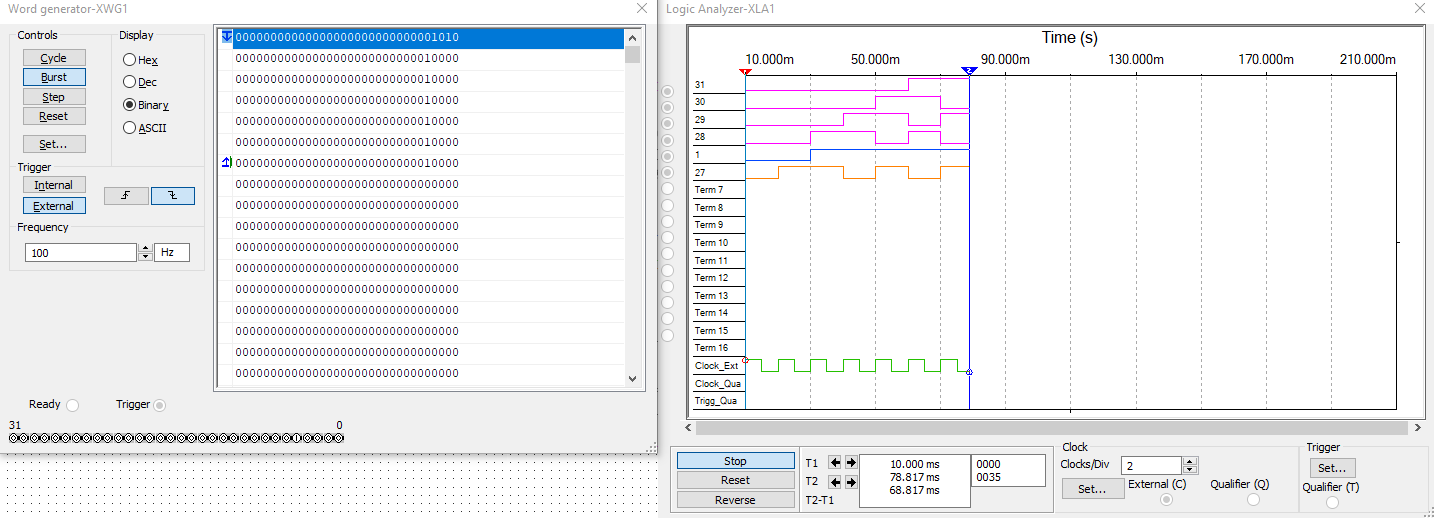 Word generator-XWG1
Controls
Cycle
Burst
Step
Reset
Set...
Display
Hex
Dec
Binary
ASCII
Trigger
Internal
External
Frequency
100
Hz
00000000000000000000000000001010
00000000000000000000000000010000
00000000000000000000000000010000
00000000000000000000000000010000
00000000000000000000000000010000
00000000000000000000000000010000
00000000000000000000000000010000
00000000000000000000000000000000
00000000000000000000000000000000
00000000000000000000000000000000
00000000000000000000000000000000
00000000000000000000000000000000
00000000000000000000000000000000
00000000000000000000000000000000
00000000000000000000000000000000
00000000000000000000000000000000
00000000000000000000000000000000
Ready
Trigger
31 0
Logic Analyzer-XLA1
Time (s)
10.000m 50.000m 90.000m 130.000m 170.000m 210.000m
31
30
29
28
1
27
Term 7
Term 8
Term 9
Term 10
Term 11
Term 12
Term 13
Term 14
Term 15
Term 16
Clock_Ext
Clock_Qua
Trigg_Qua
Stop
Reset
Reverse
T1 10.000 ms 0000
T2 78.817 ms 0035
T2-T1 68.817 ms
Clock
Clocks/Div 2
Set...
External (C)
Qualifier (Q)
Trigger
Set...
Qualifier (T)